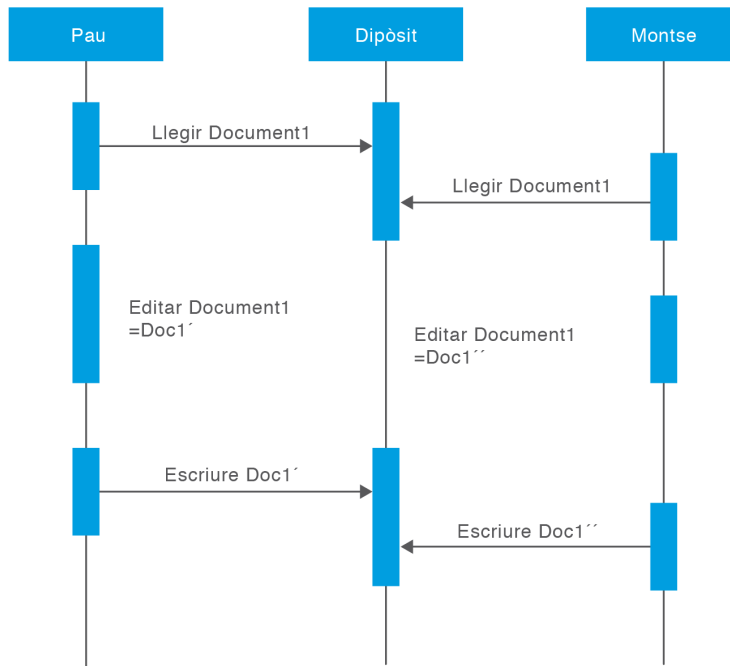 Pau
Dipòsit
Montse
Llegir Document1
Llegir Document1
Editar Document1
=Doc1´
Editar Document1
=Doc1´´
Escriure Doc1´
Escriure Doc1´´